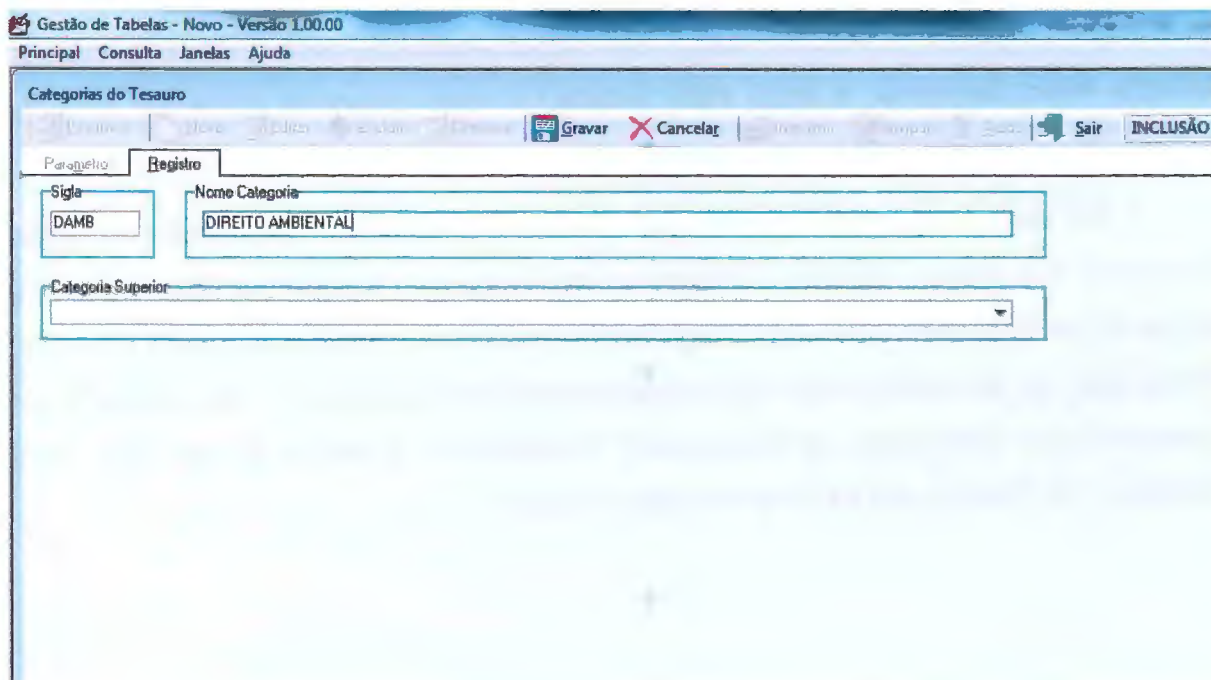 Gestão de Tabelas - Novo - Versão 1.00.00
Principal Consulta Janelas Ajuda
Categorias do Tesauro
Gravar Cancelar Sair INCLUSÃO
Parametro Registro
Sigla Nome Categoria
DAMB DIREITO AMBIENTAL
Categoria Superior